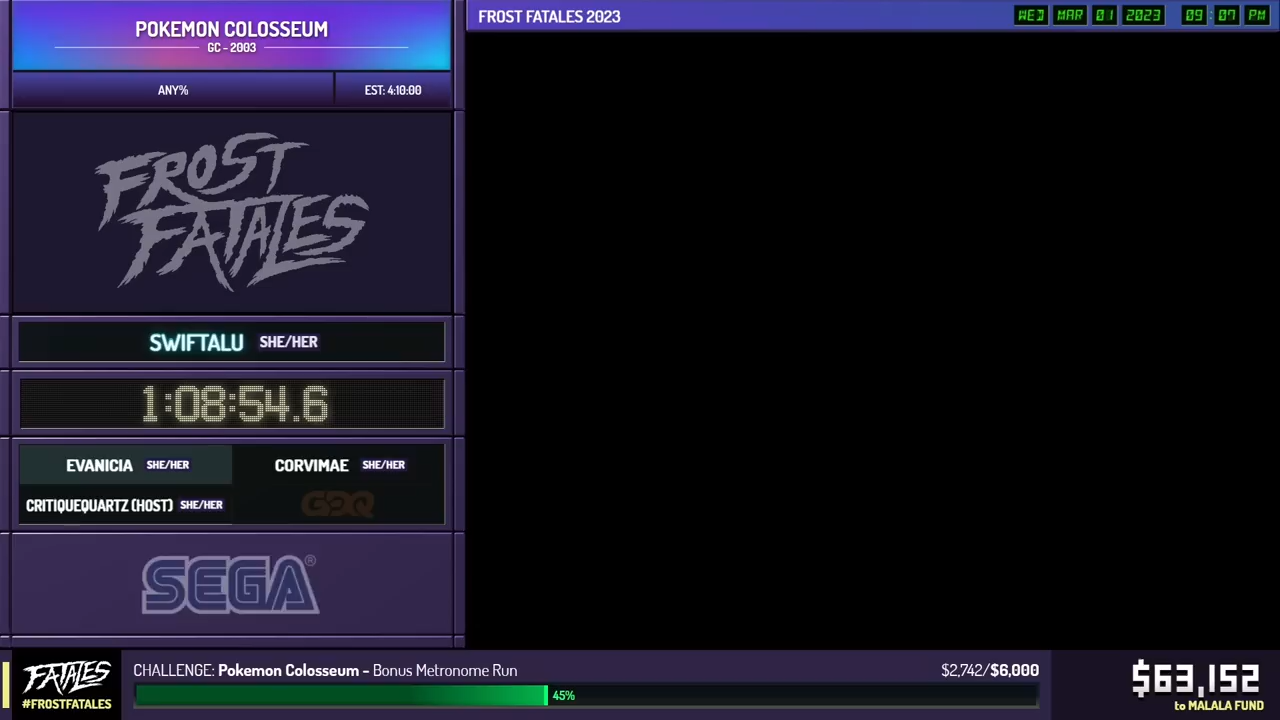 POKEMON COLOSSEUM
GC - 2003
ANY%
EST: 4:10:00
FROST FATALES 2023
WED MAR 01 2023 09:07 PM
FROST
FATALES
SWIFTALU SHE/HER
1:08:54.6
EVANICIA SHE/HER
CORVIMAE SHE/HER
CRITIQUEQUARTZ (HOST) SHE/HER
GDQ
SEGA®
FATALES
#FROSTFATALES
CHALLENGE: Pokemon Colosseum - Bonus Metronome Run
$2,742/$6,000
45%
$63,152
to MALALA FUND